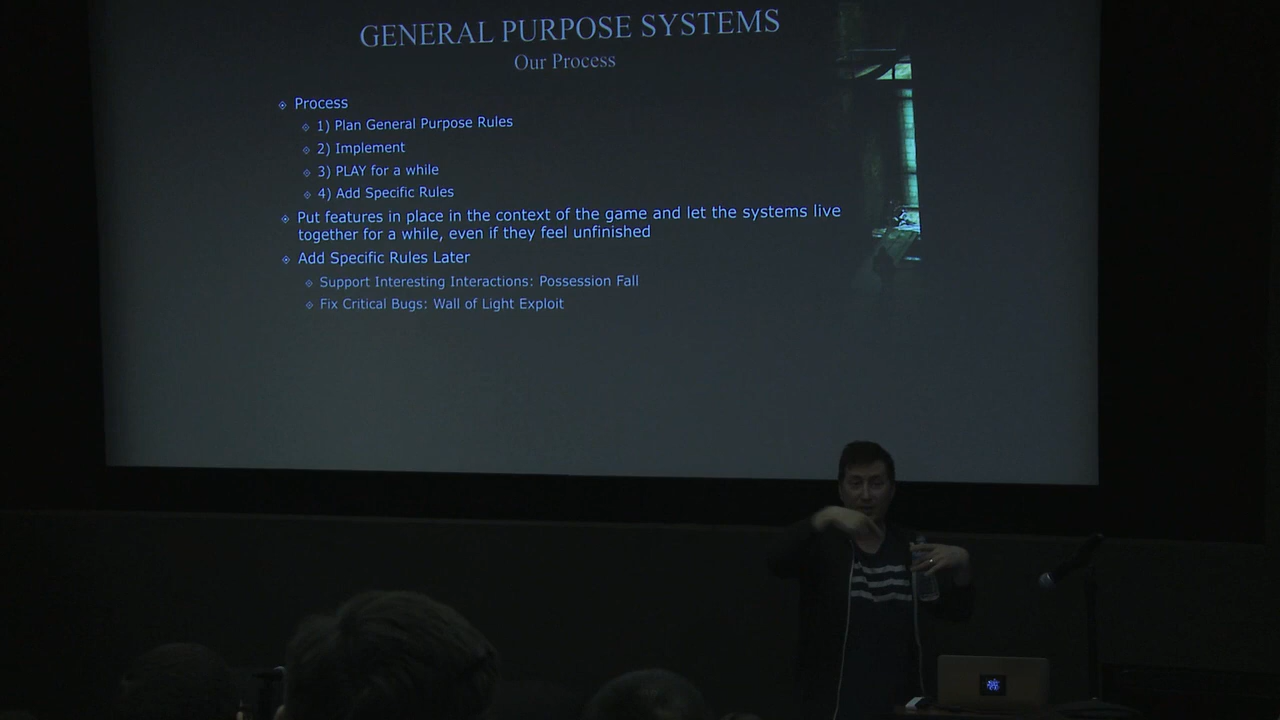 GENERAL PURPOSE SYSTEMS
Our Process
Process
1) Plan General Purpose Rules
2) Implement
3) PLAY for a while
4) Add Specific Rules
Put features in place in the context of the game and let the systems live
together for a while, even if they feel unfinished
Add Specific Rules Later
Support Interesting Interactions: Possession Fall
Fix Critical Bugs: Wall of Light Exploit